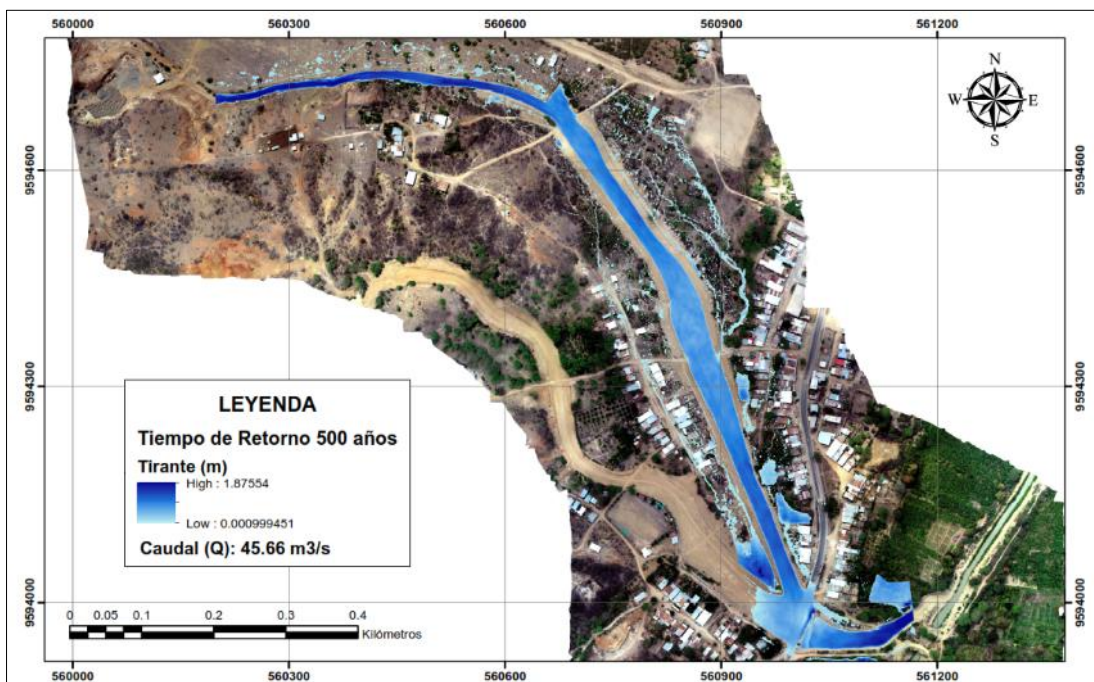 560000 560300 560600 560900 561200
N
W E
S
9594600 9594600
9594300 9594300
LEYENDA
Tiempo de Retorno 500 años
Tirante (m)
High : 1.87554
Low : 0.000999451
Caudal (Q): 45.66 m3/s
9594000 9594000
0 0.05 0.1 0.2 0.3 0.4
Kilómetros
560000 560300 560600 560900 561200